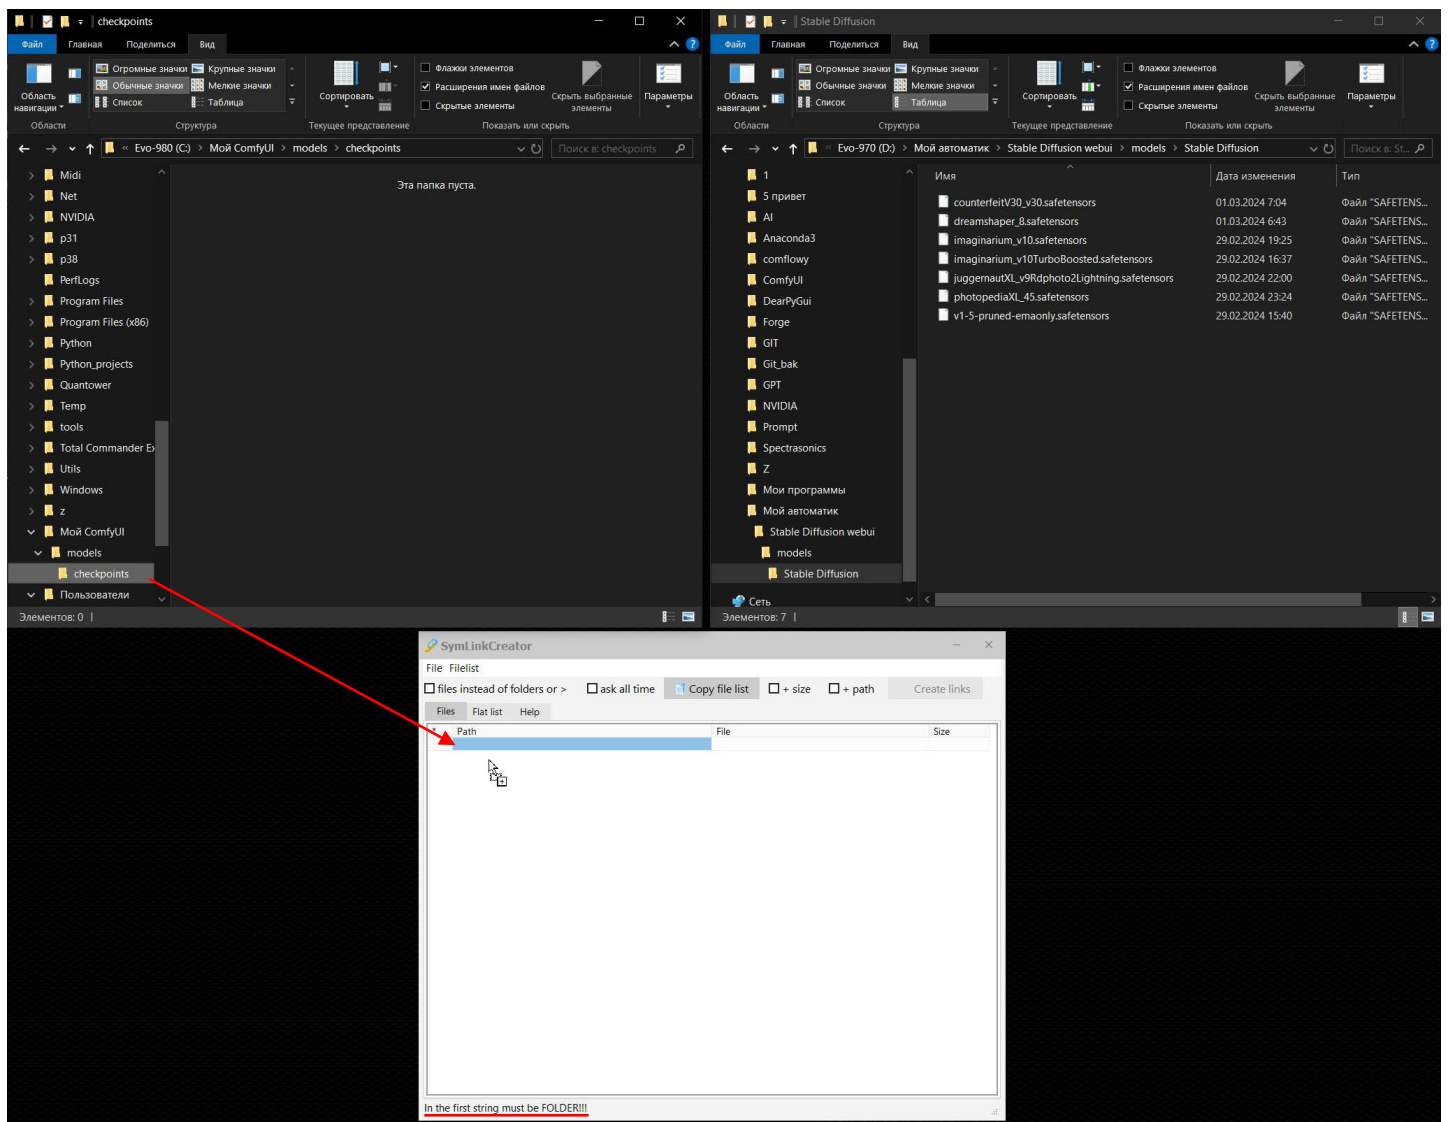 checkpoints
Файл Главная Поделиться Вид
Огромные значки Крупные значки
Обычные значки Мелкие значки
Список Таблица
Область навигации
Сортировать
Флажки элементов
Расширения имен файлов
Скрытые элементы
Скрыть выбранные элементы
Параметры
Области Структура Текущее представление Показать или скрыть
« Evo-980 (C:) > Мой ComfyUI > models > checkpoints
Поиск в: checkpoints
Midi
Net
NVIDIA
p31
p38
PerfLogs
Program Files
Program Files (x86)
Python
Python_projects
Quantower
Temp
tools
Total Commander Ex
Utils
Windows
z
Мой ComfyUI
models
checkpoints
Пользователи
Эта папка пуста.
Элементов: 0
Stable Diffusion
Файл Главная Поделиться Вид
Огромные значки Крупные значки
Обычные значки Мелкие значки
Список Таблица
Область навигации
Сортировать
Флажки элементов
Расширения имен файлов
Скрытые элементы
Скрыть выбранные элементы
Параметры
Области Структура Текущее представление Показать или скрыть
« Evo-970 (D:) > Мой автоматик > Stable Diffusion webui > models > Stable Diffusion
Поиск в: St...
1
5 привет
AI
Anaconda3
comflowy
ComfyUI
DearPyGui
Forge
GIT
Git_bak
GPT
NVIDIA
Prompt
Spectrasonics
Z
Мои программы
Мой автоматик
Stable Diffusion webui
models
Stable Diffusion
Сеть
Имя Дата изменения Тип
counterfeitV30_v30.safetensors 01.03.2024 7:04 Файл "SAFETENS...
dreamshaper_8.safetensors 01.03.2024 6:43 Файл "SAFETENS...
imaginarium_v10.safetensors 29.02.2024 19:25 Файл "SAFETENS...
imaginarium_v10TurboBoosted.safetensors 29.02.2024 16:37 Файл "SAFETENS...
juggernautXL_v9Rdphoto2Lightning.safetensors 29.02.2024 22:00 Файл "SAFETENS...
photopediaXL_45.safetensors 29.02.2024 23:24 Файл "SAFETENS...
v1-5-pruned-emaonly.safetensors 29.02.2024 15:40 Файл "SAFETENS...
Элементов: 7
SymLinkCreator
File Filelist
files instead of folders or > ask all time Copy file list + size + path Create links
Files Flat list Help
* Path File Size
In the first string must be FOLDER!!!